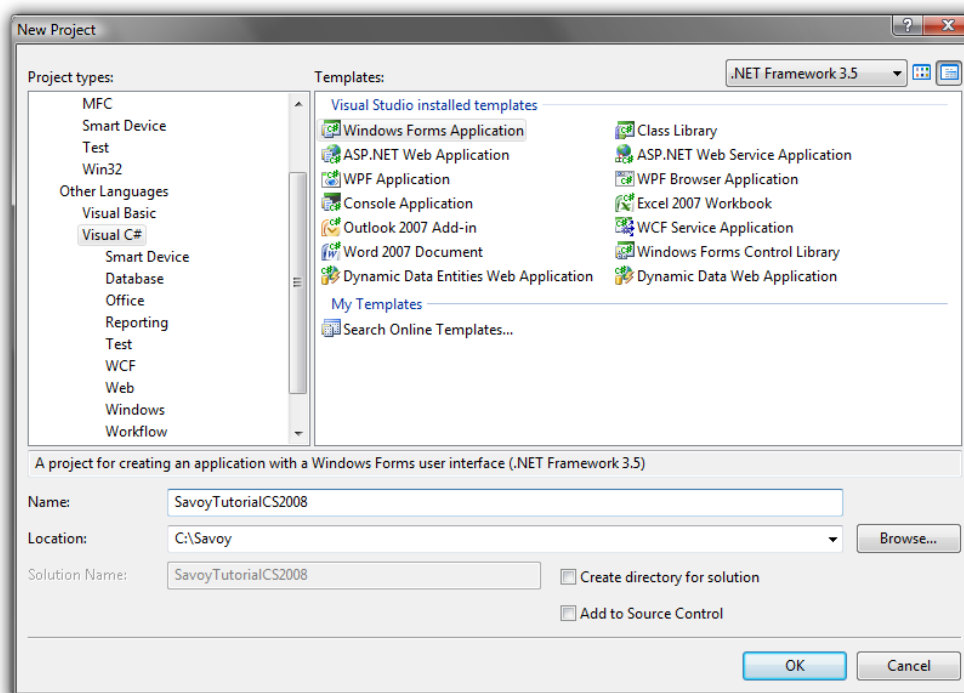 New Project
Project types:
Templates:
.NET Framework 3.5
MFC
Smart Device
Test
Win32
Other Languages
Visual Basic
Visual C#
Smart Device
Database
Office
Reporting
Test
WCF
Web
Windows
Workflow
Visual Studio installed templates
Windows Forms Application
Class Library
ASP.NET Web Application
ASP.NET Web Service Application
WPF Application
WPF Browser Application
Console Application
Excel 2007 Workbook
Outlook 2007 Add-in
WCF Service Application
Word 2007 Document
Windows Forms Control Library
Dynamic Data Entities Web Application
Dynamic Data Web Application
My Templates
Search Online Templates...
A project for creating an application with a Windows Forms user interface (.NET Framework 3.5)
Name:
SavoyTutorialCS2008
Location:
C:\Savoy
Browse...
Solution Name:
SavoyTutorialCS2008
Create directory for solution
Add to Source Control
OK
Cancel